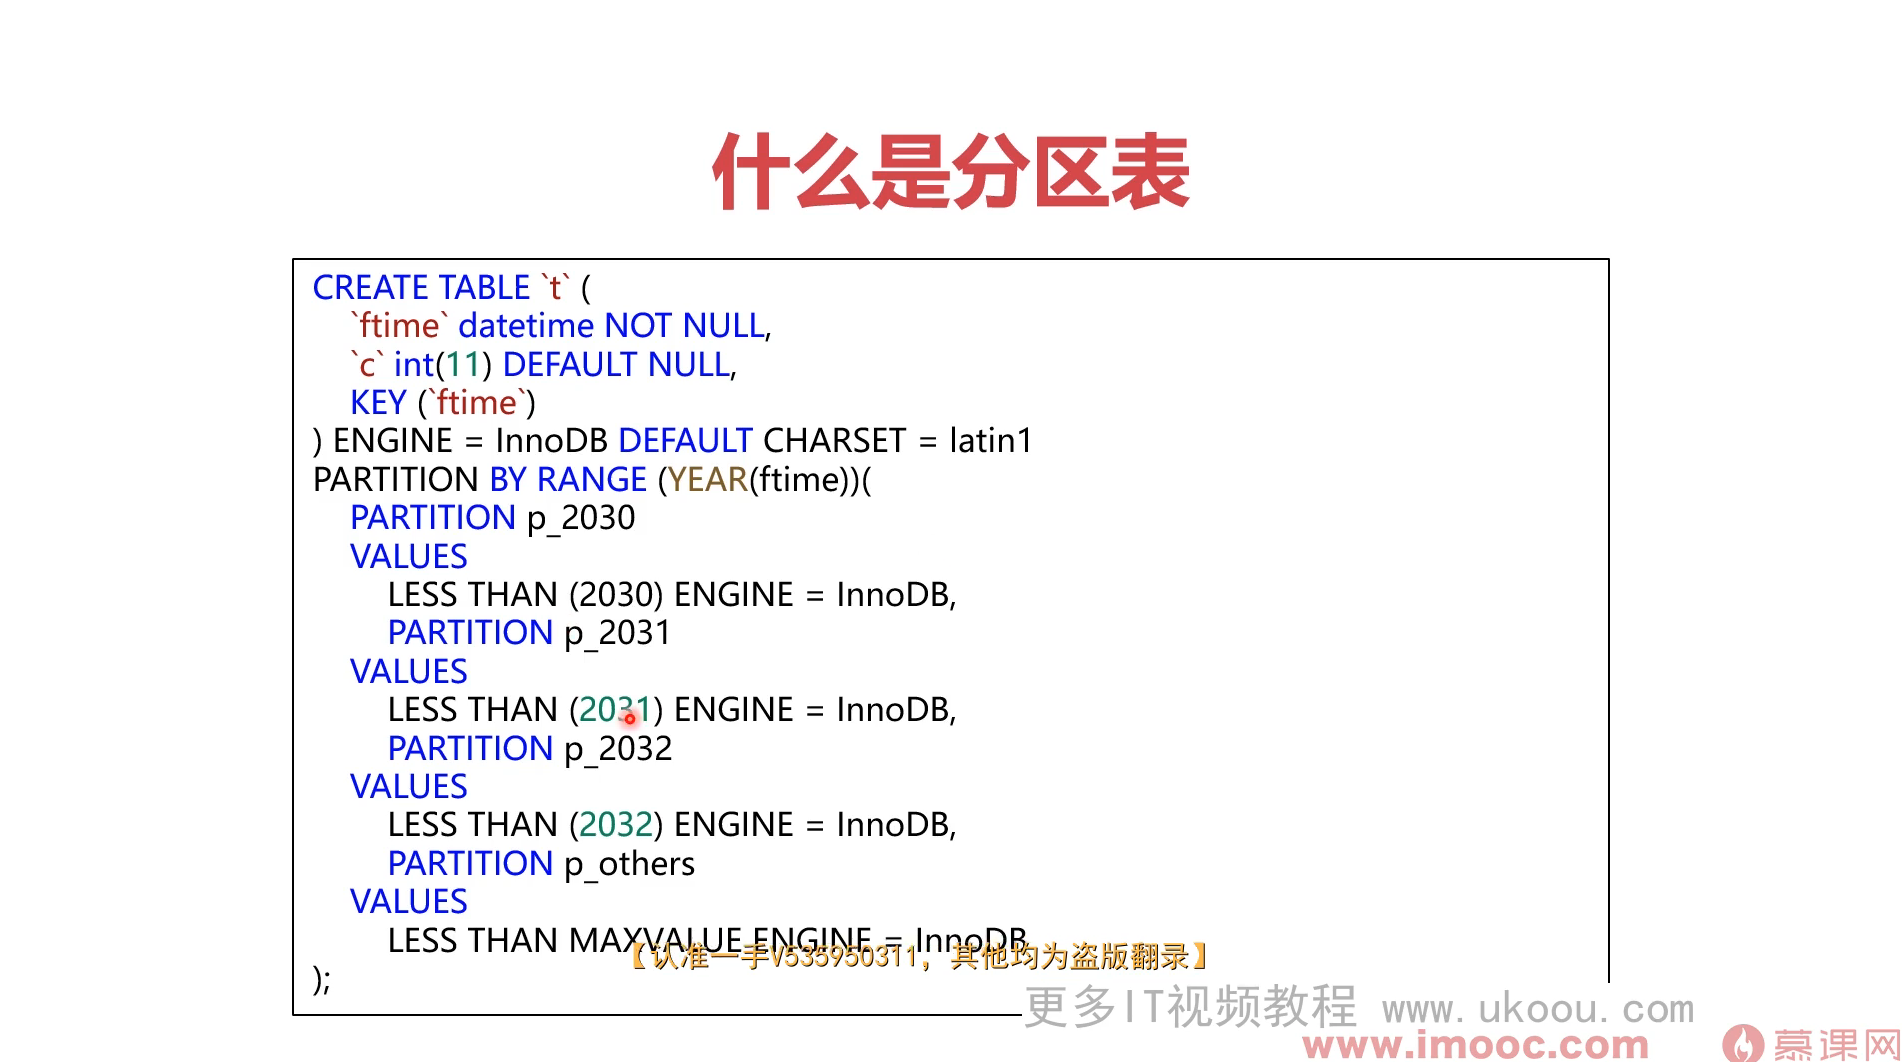 什么是分区表
CREATE TABLE `t` (
`ftime` datetime NOT NULL,
`c` int(11) DEFAULT NULL,
KEY (`ftime`)
) ENGINE = InnoDB DEFAULT CHARSET = latin1
PARTITION BY RANGE (YEAR(ftime))(
PARTITION p_2030
VALUES
LESS THAN (2030) ENGINE = InnoDB,
PARTITION p_2031
VALUES
LESS THAN (2031) ENGINE = InnoDB,
PARTITION p_2032
VALUES
LESS THAN (2032) ENGINE = InnoDB,
PARTITION p_others
VALUES
LESS THAN MAXVALUE ENGINE = InnoDB
【认准一手V535950311，其他均为盗版翻录】
);
更多IT视频教程 www.ukoou.com
www.imooc.com 慕课网